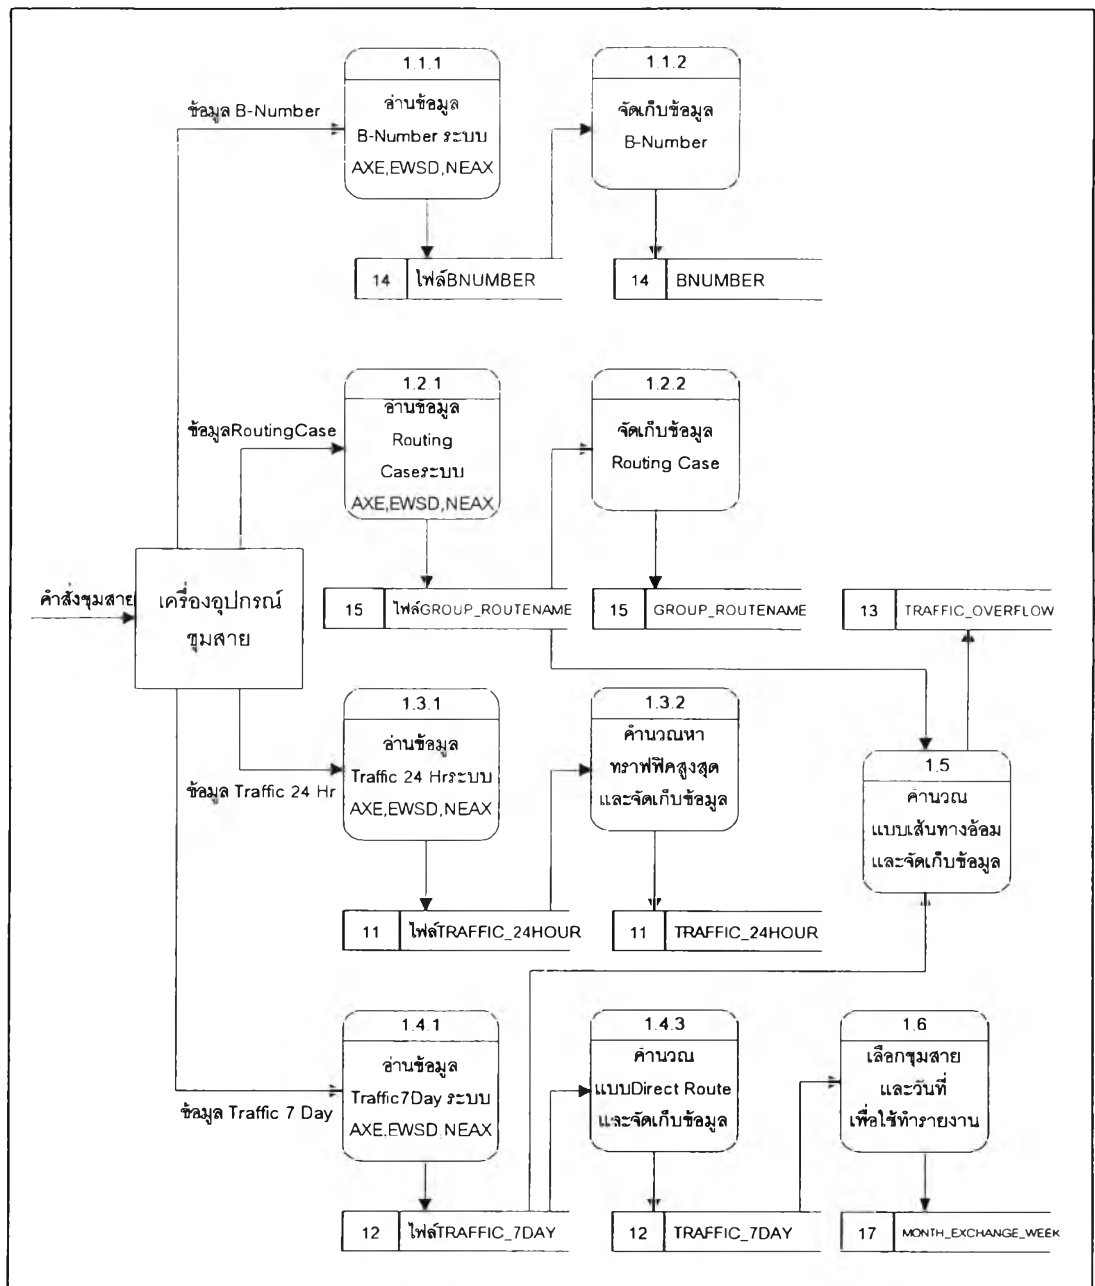 1.1.1
อ่านข้อมูล
B-Number ระบบ
AXE,EWSD,NEAX
1.1.2
จัดเก็บข้อมูล
B-Number
ข้อมูล B-Number
14 ไฟล์BNUMBER
14 BNUMBER
1.2.1
อ่านข้อมูล
Routing
Caseระบบ
AXE,EWSD,NEAX
1.2.2
จัดเก็บข้อมูล
Routing Case
ข้อมูลRoutingCase
คำสั่งชุมสาย
เครื่องอุปกรณ์
ชุมสาย
15 ไฟล์GROUP_ROUTENAME
15 GROUP_ROUTENAME
13 TRAFFIC_OVERFLOW
1.3.1
อ่านข้อมูล
Traffic 24 Hrระบบ
AXE,EWSD,NEAX
1.3.2
คำนวณหา
ทราฟฟิคสูงสุด
และจัดเก็บข้อมูล
1.5
คำนวณ
แบบเส้นทางอ้อม
และจัดเก็บข้อมูล
ข้อมูล Traffic 24 Hr
11 ไฟล์TRAFFIC_24HOUR
11 TRAFFIC_24HOUR
1.4.1
อ่านข้อมูล
Traffic7Day ระบบ
AXE,EWSD,NEAX
1.4.3
คำนวณ
แบบDirect Route
และจัดเก็บข้อมูล
1.6
เลือกชุมสาย
และวันที่
เพื่อใช้ทำรายงาน
ข้อมูล Traffic 7 Day
12 ไฟล์TRAFFIC_7DAY
12 TRAFFIC_7DAY
17 MONTH_EXCHANGE_WEEK